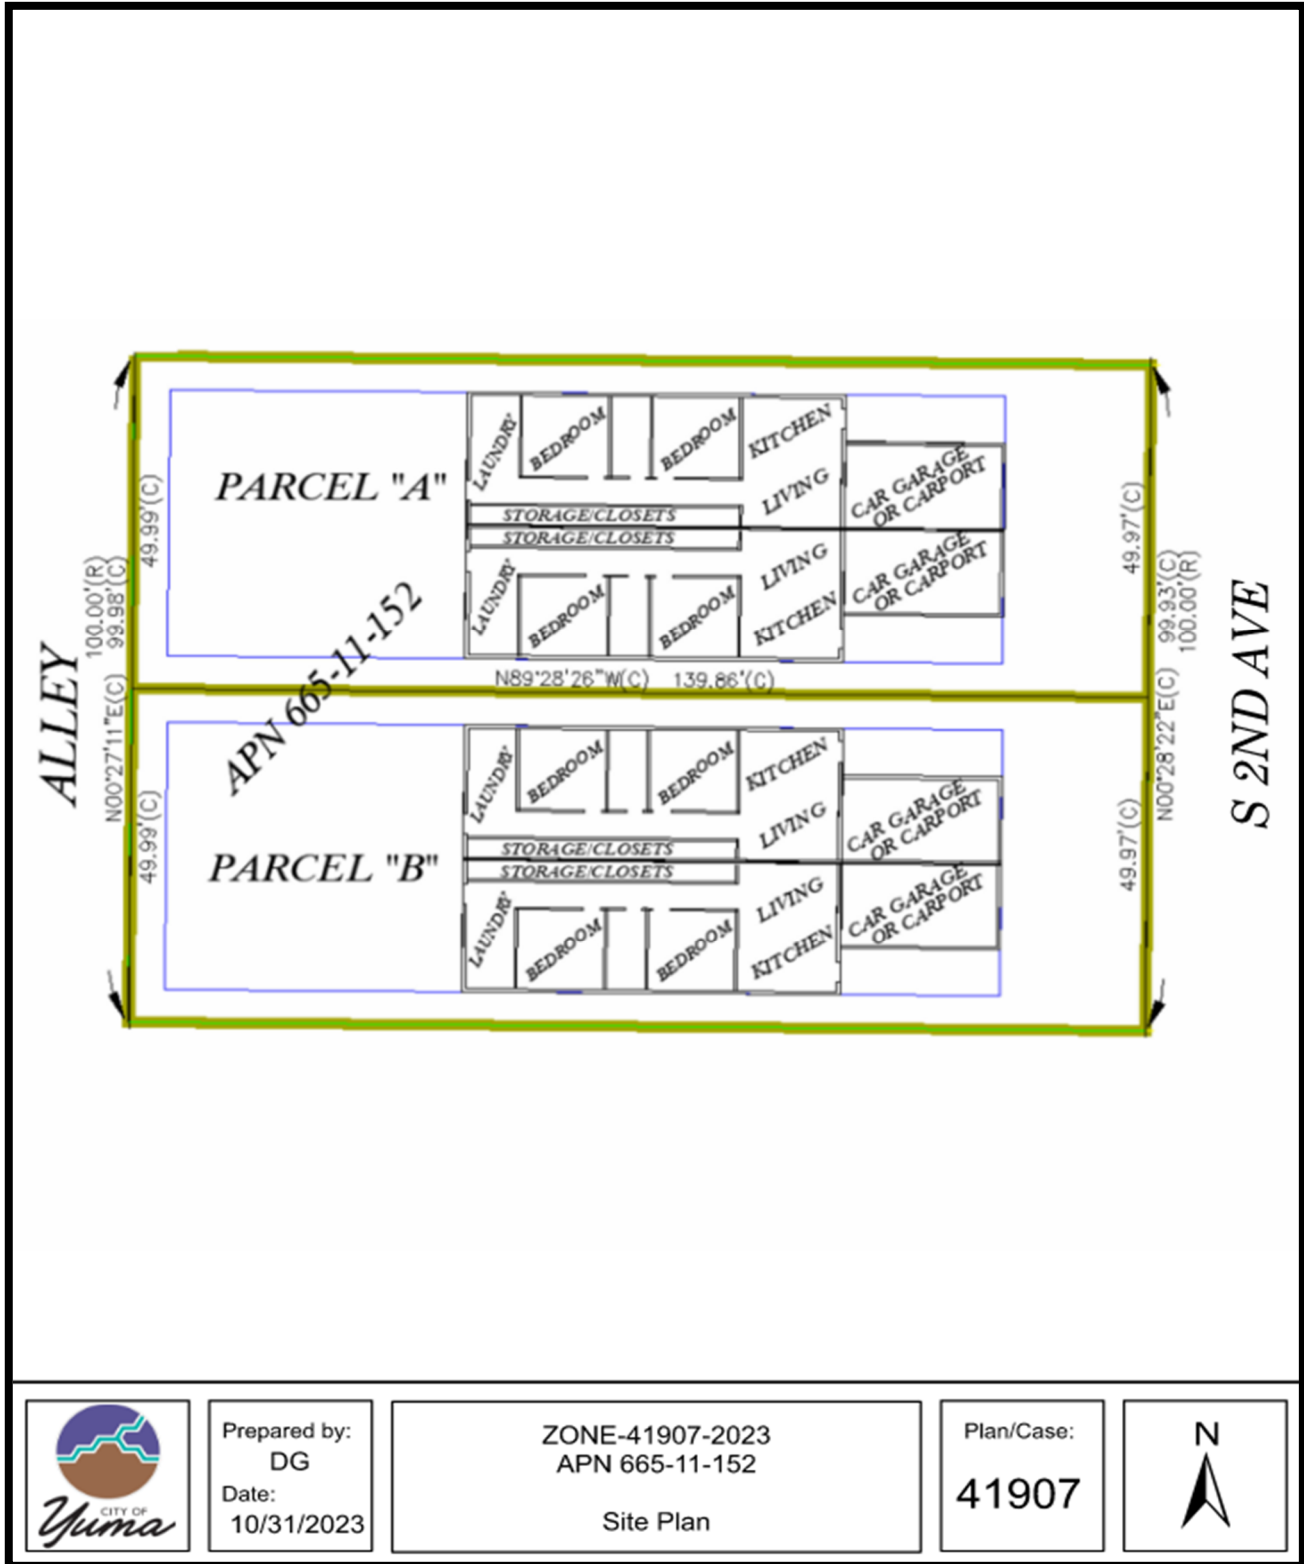 LAUNDRY
BEDROOM
BEDROOM
KITCHEN
PARCEL "A"
LIVING
CAR GARAGE
OR CARPORT
STORAGE/CLOSETS
STORAGE/CLOSETS
LAUNDRY
BEDROOM
BEDROOM
LIVING
KITCHEN
CAR GARAGE
OR CARPORT
49.99'(C)
49.97'(C)
100.00'(R)
99.98'(C)
99.93'(C)
100.00'(R)
N89°28'26"W(C) 139.86'(C)
ALLEY
N00°27'11"E(C)
APN 665-11-152
N00°28'22"E(C)
S 2ND AVE
LAUNDRY
BEDROOM
BEDROOM
KITCHEN
LIVING
CAR GARAGE
OR CARPORT
49.99'(C)
49.97'(C)
PARCEL "B"
STORAGE/CLOSETS
STORAGE/CLOSETS
LAUNDRY
BEDROOM
BEDROOM
LIVING
KITCHEN
CAR GARAGE
OR CARPORT
CITY OF
Yuma
Prepared by:
DG
Date:
10/31/2023
ZONE-41907-2023
APN 665-11-152
Site Plan
Plan/Case:
41907
N